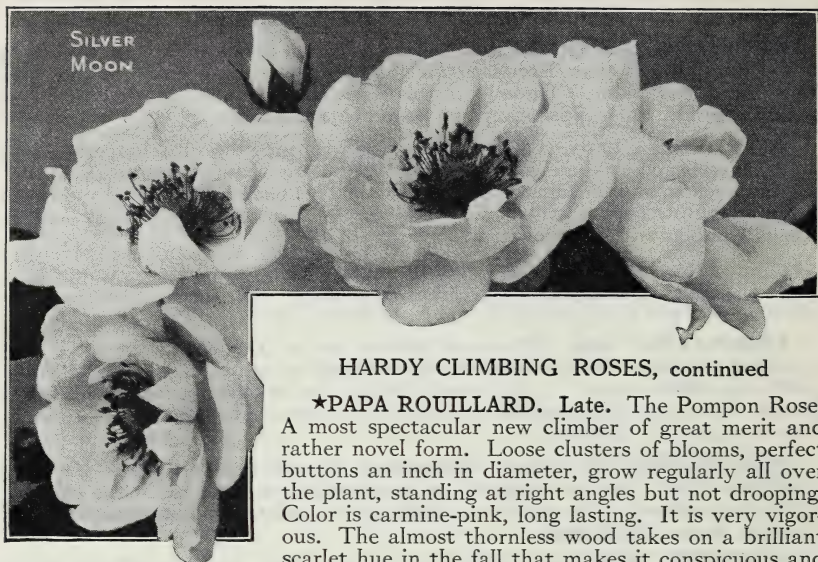 SILVER
MOON
HARDY CLIMBING ROSES, continued
★PAPA ROUILLARD. Late. The Pompon Rose
A most spectacular new climber of great merit and
rather novel form. Loose clusters of blooms, perfec
buttons an inch in diameter, grow regularly all ove
the plant, standing at right angles but not drooping
Color is carmine-pink, long lasting. It is very vigor-
ous. The almost thornless wood takes on a brillian
scarlet hue in the fall that makes it conspicuous and